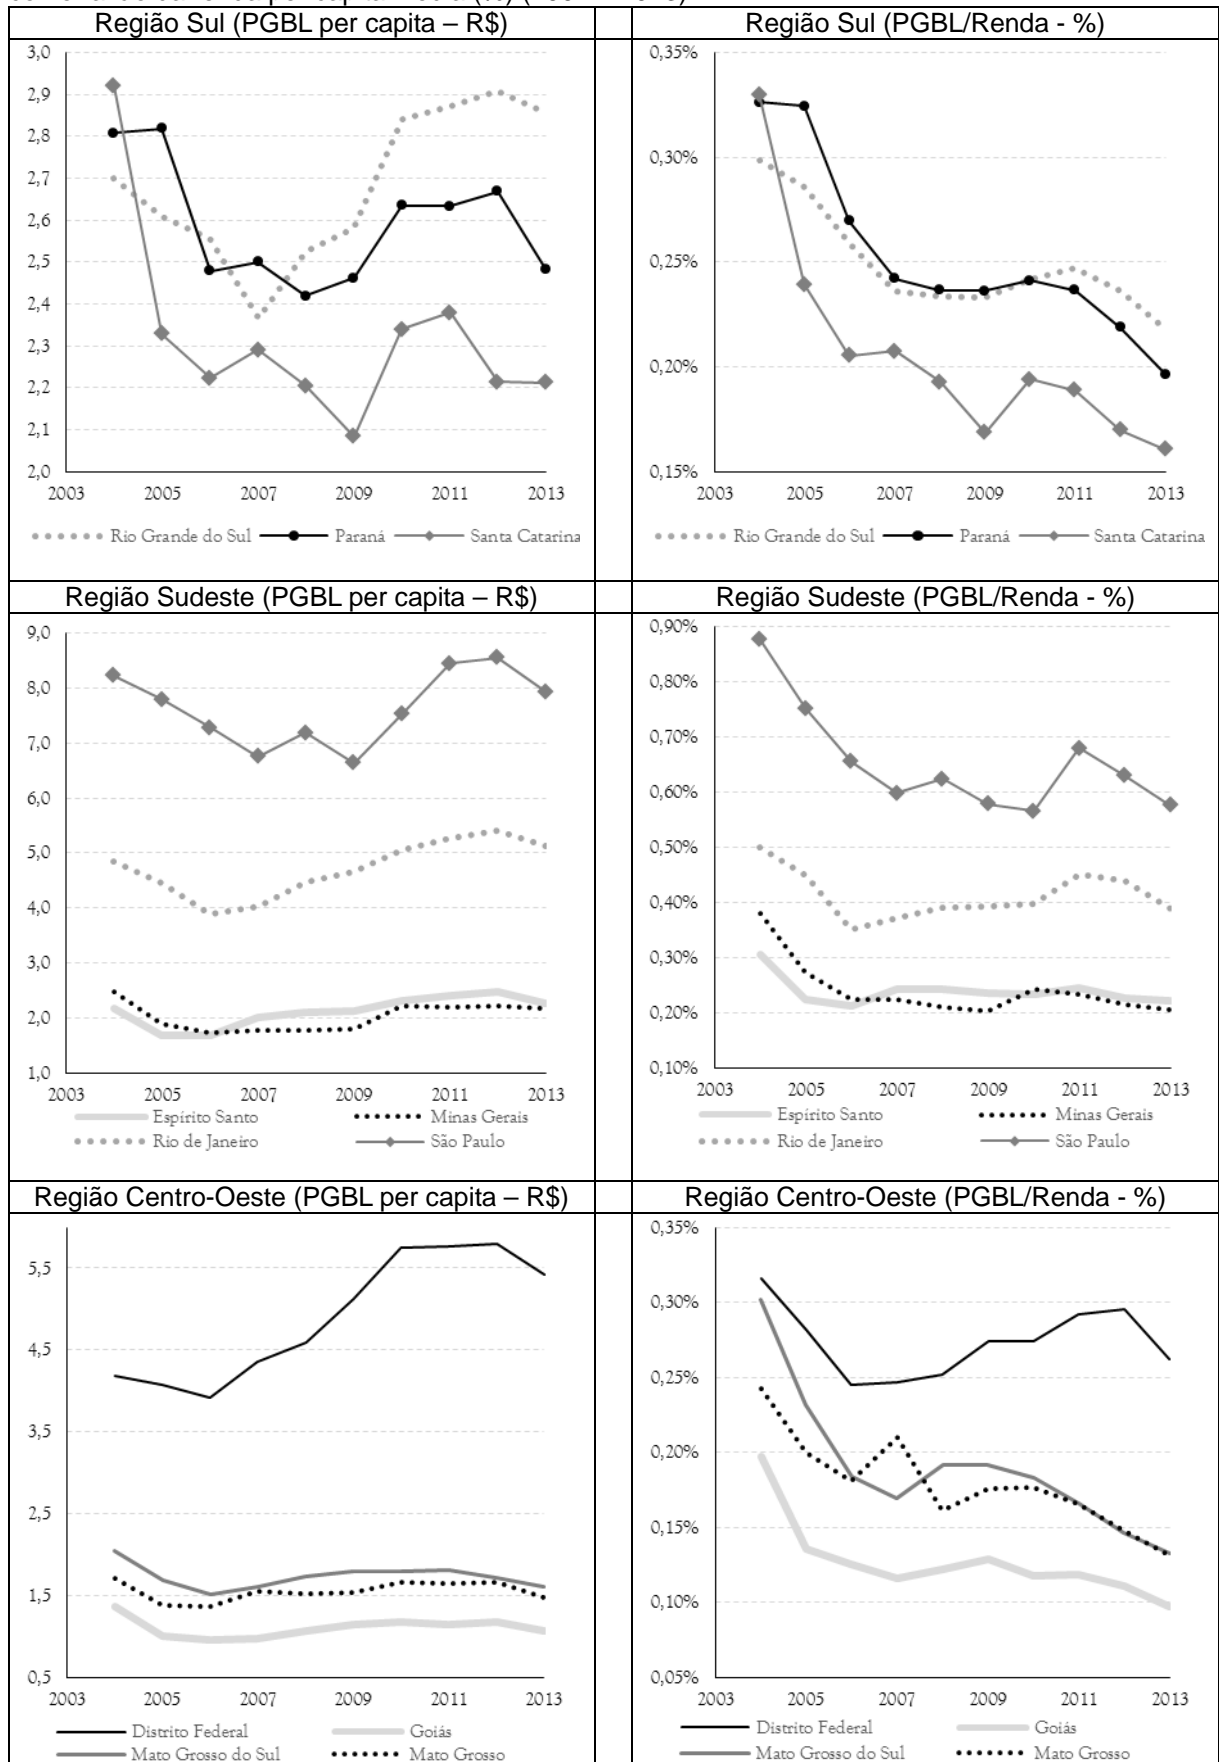 Região Sul (PGBL per capita – R$)
3,0
2,9
2,8
2,7
2,6
2,5
2,4
2,3
2,2
2,1
2,0
2003 2005 2007 2009 2011 2013
Rio Grande do Sul Paraná Santa Catarina
Região Sul (PGBL/Renda - %)
0,35%
0,30%
0,25%
0,20%
0,15%
2003 2005 2007 2009 2011 2013
Rio Grande do Sul Paraná Santa Catarina
Região Sudeste (PGBL per capita – R$)
9,0
8,0
7,0
6,0
5,0
4,0
3,0
2,0
1,0
2003 2005 2007 2009 2011 2013
Espírito Santo Minas Gerais
Rio de Janeiro São Paulo
Região Sudeste (PGBL/Renda - %)
0,90%
0,80%
0,70%
0,60%
0,50%
0,40%
0,30%
0,20%
0,10%
2003 2005 2007 2009 2011 2013
Espírito Santo Minas Gerais
Rio de Janeiro São Paulo
Região Centro-Oeste (PGBL per capita – R$)
5,5
4,5
3,5
2,5
1,5
0,5
2003 2005 2007 2009 2011 2013
Distrito Federal Goiás
Mato Grosso do Sul Mato Grosso
Região Centro-Oeste (PGBL/Renda - %)
0,35%
0,30%
0,25%
0,20%
0,15%
0,10%
0,05%
2003 2005 2007 2009 2011 2013
Distrito Federal Goiás
Mato Grosso do Sul Mato Grosso